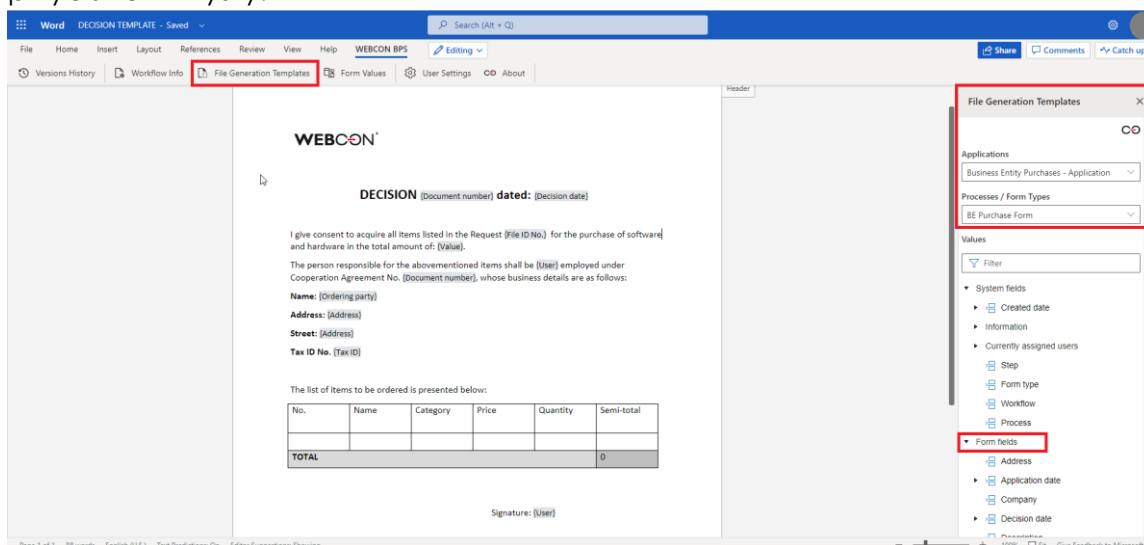 Word DECISION TEMPLATE - Saved
Search (Alt + Q)
File Home Insert Layout References Review View Help WEBCON BPS Editing Share Comments Catch up
Versions History Workflow Info File Generation Templates Form Values User Settings About
Header
WEBCON
DECISION {Document number} dated: {Decision date}
I give consent to acquire all items listed in the Request {File ID No.} for the purchase of software
and hardware in the total amount of: {Value}.
The person responsible for the abovementioned items shall be {User} employed under
Cooperation Agreement No. {Document number}, whose business details are as follows:
Name: {Ordering party}
Address: {Address}
Street: {Address}
Tax ID No. {Tax ID}
The list of items to be ordered is presented below:
No. Name Category Price Quantity Semi-total
TOTAL 0
Signature: {User}
File Generation Templates
Applications
Business Entity Purchases - Application
Processes / Form Types
BE Purchase Form
Values
Filter
System fields
Created date
Information
Currently assigned users
Step
Form type
Workflow
Process
Form fields
Address
Application date
Company
Decision date